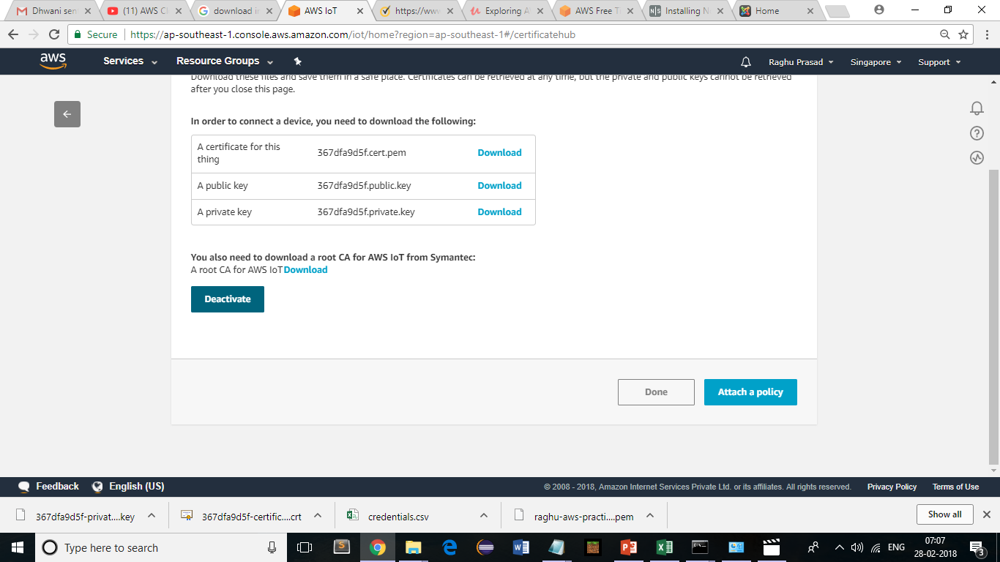 Dhwani sen
(11) AWS C
download i
AWS IoT
https://www
Exploring A
AWS Free T
N|S Installing N
Home
Secure https://ap-southeast-1.console.aws.amazon.com/iot/home?region=ap-southeast-1#/certificatehub
aws Services Resource Groups Raghu Prasad Singapore Support
Download these files and save them in a safe place. Certificates can be retrieved at any time, but the private and public keys cannot be retrieved
after you close this page.
In order to connect a device, you need to download the following:
A certificate for this
thing
367dfa9d5f.cert.pem Download
A public key 367dfa9d5f.public.key Download
A private key 367dfa9d5f.private.key Download
You also need to download a root CA for AWS IoT from Symantec:
A root CA for AWS IoT Download
Deactivate
Done Attach a policy
Feedback English (US) © 2008 - 2018, Amazon Internet Services Private Ltd. or its affiliates. All rights reserved. Privacy Policy Terms of Use
367dfa9d5f-privat....key 367dfa9d5f-certific....crt credentials.csv raghu-aws-practi....pem Show all
Type here to search ENG 07:07
28-02-2018 3